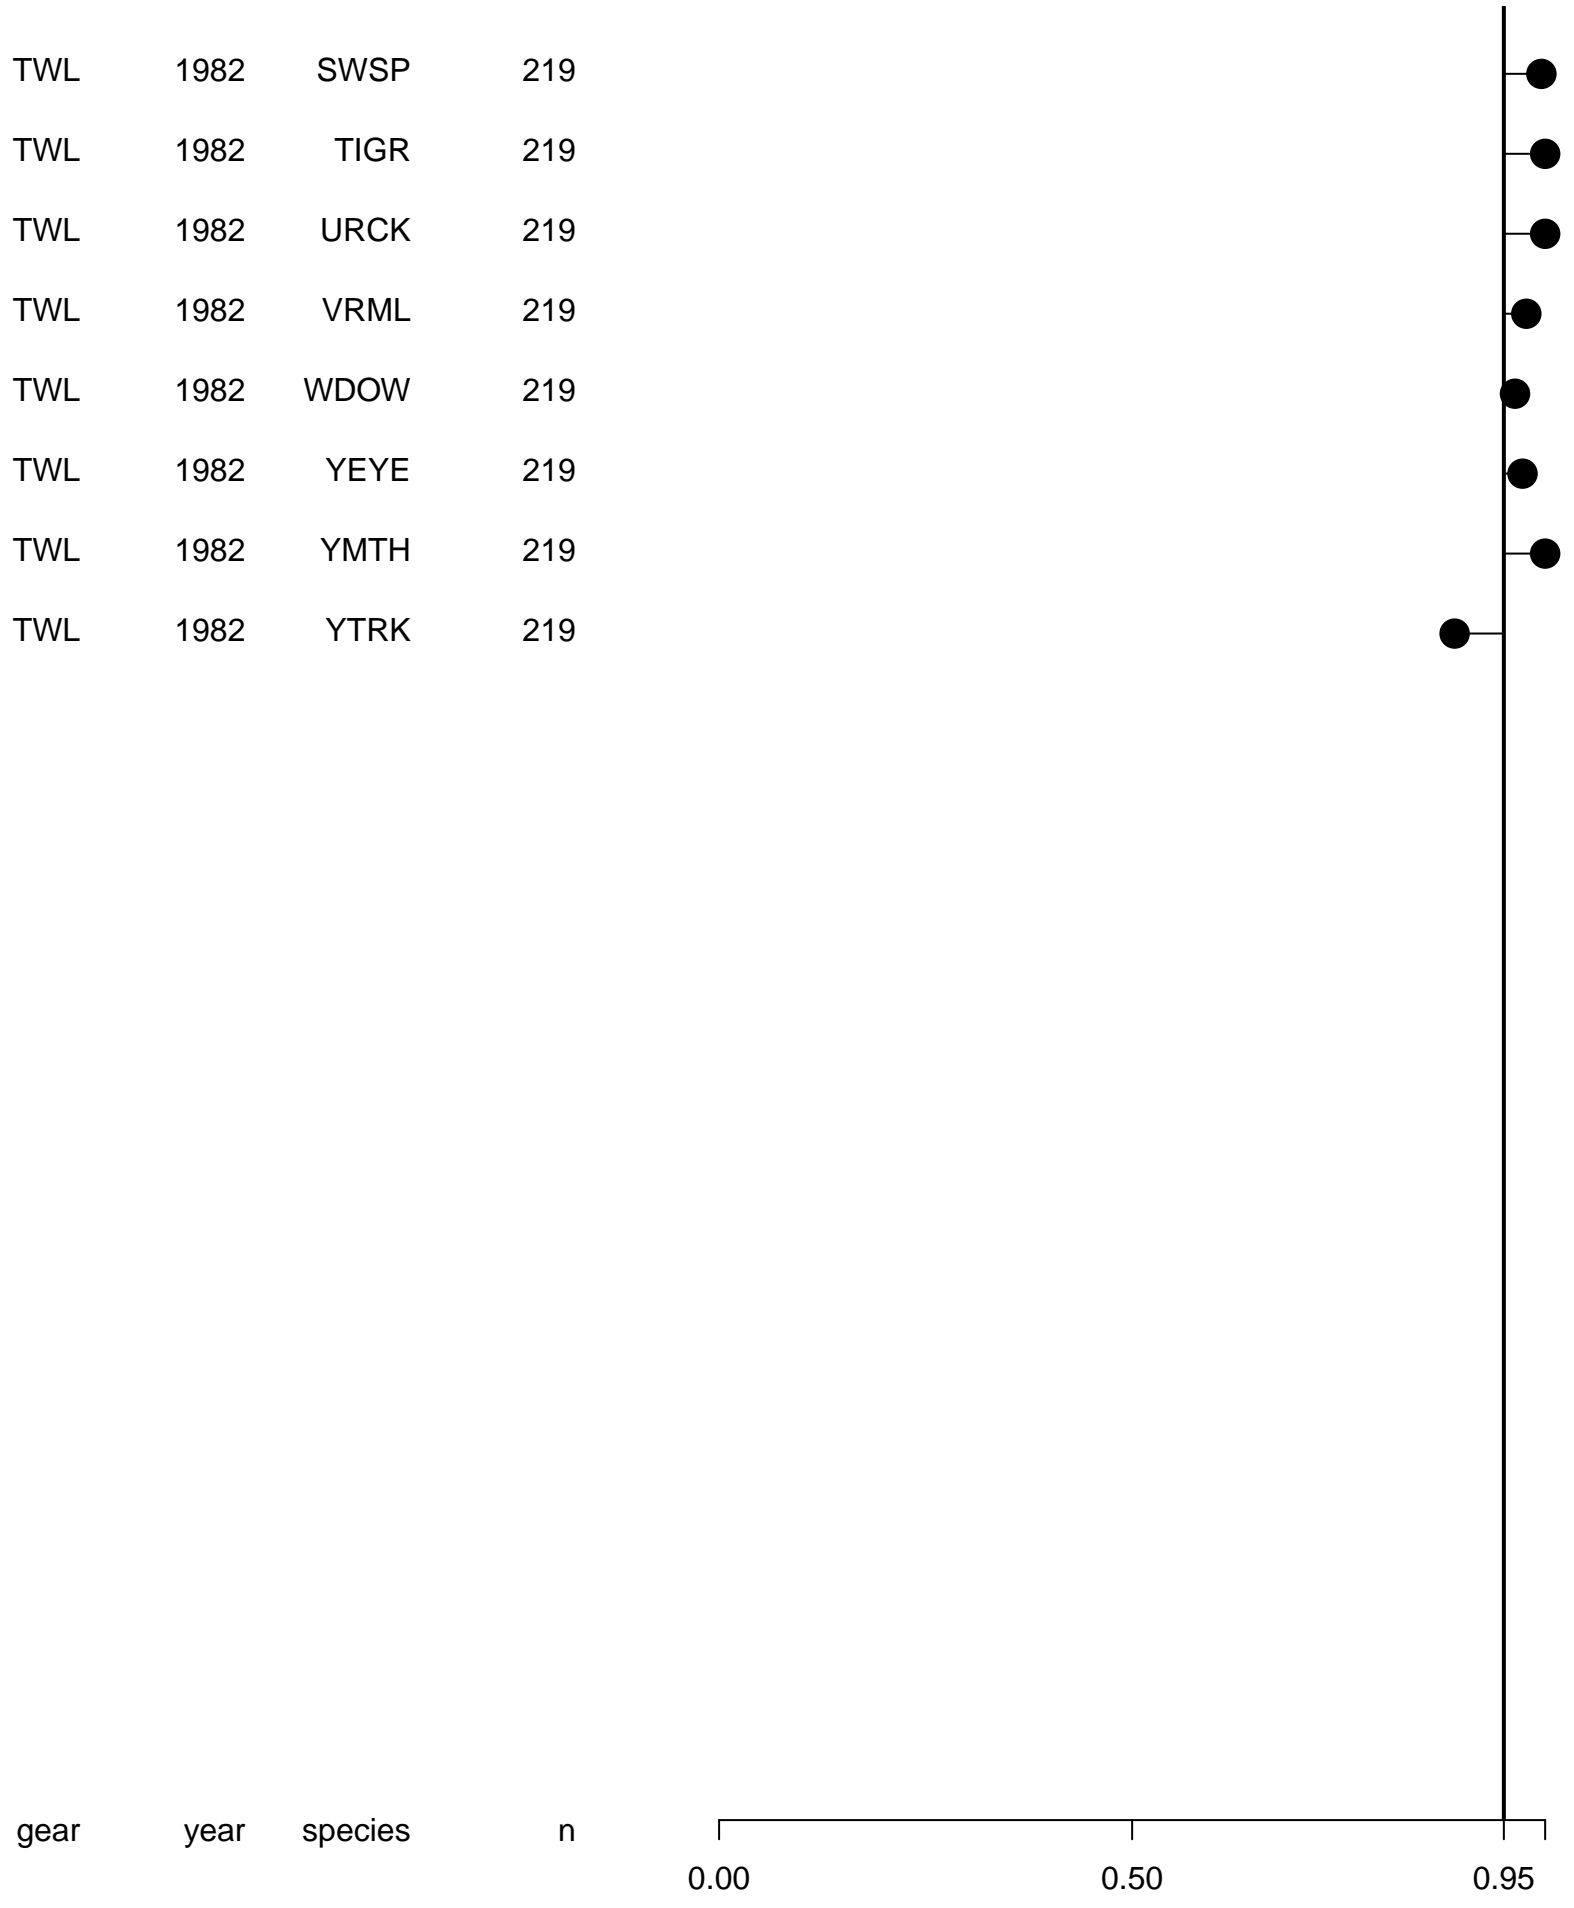 TWL 1982 SWSP 219
TWL 1982 TIGR 219
TWL 1982 URCK 219
TWL 1982 VRML 219
TWL 1982 WDOW 219
TWL 1982 YEYE 219
TWL 1982 YMTH 219
TWL 1982 YTRK 219
gear year species n
0.00 0.50 0.95